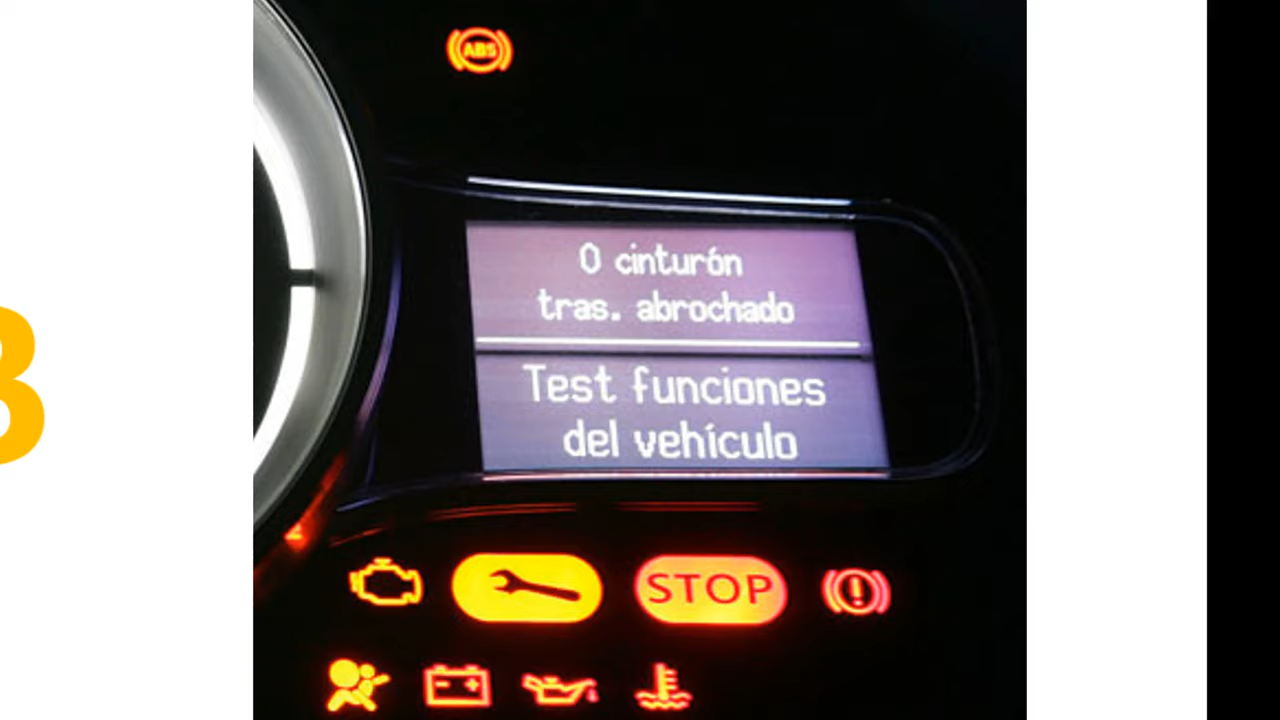 ABS
0 cinturón
tras. abrochado
Test funciones
del vehículo
STOP